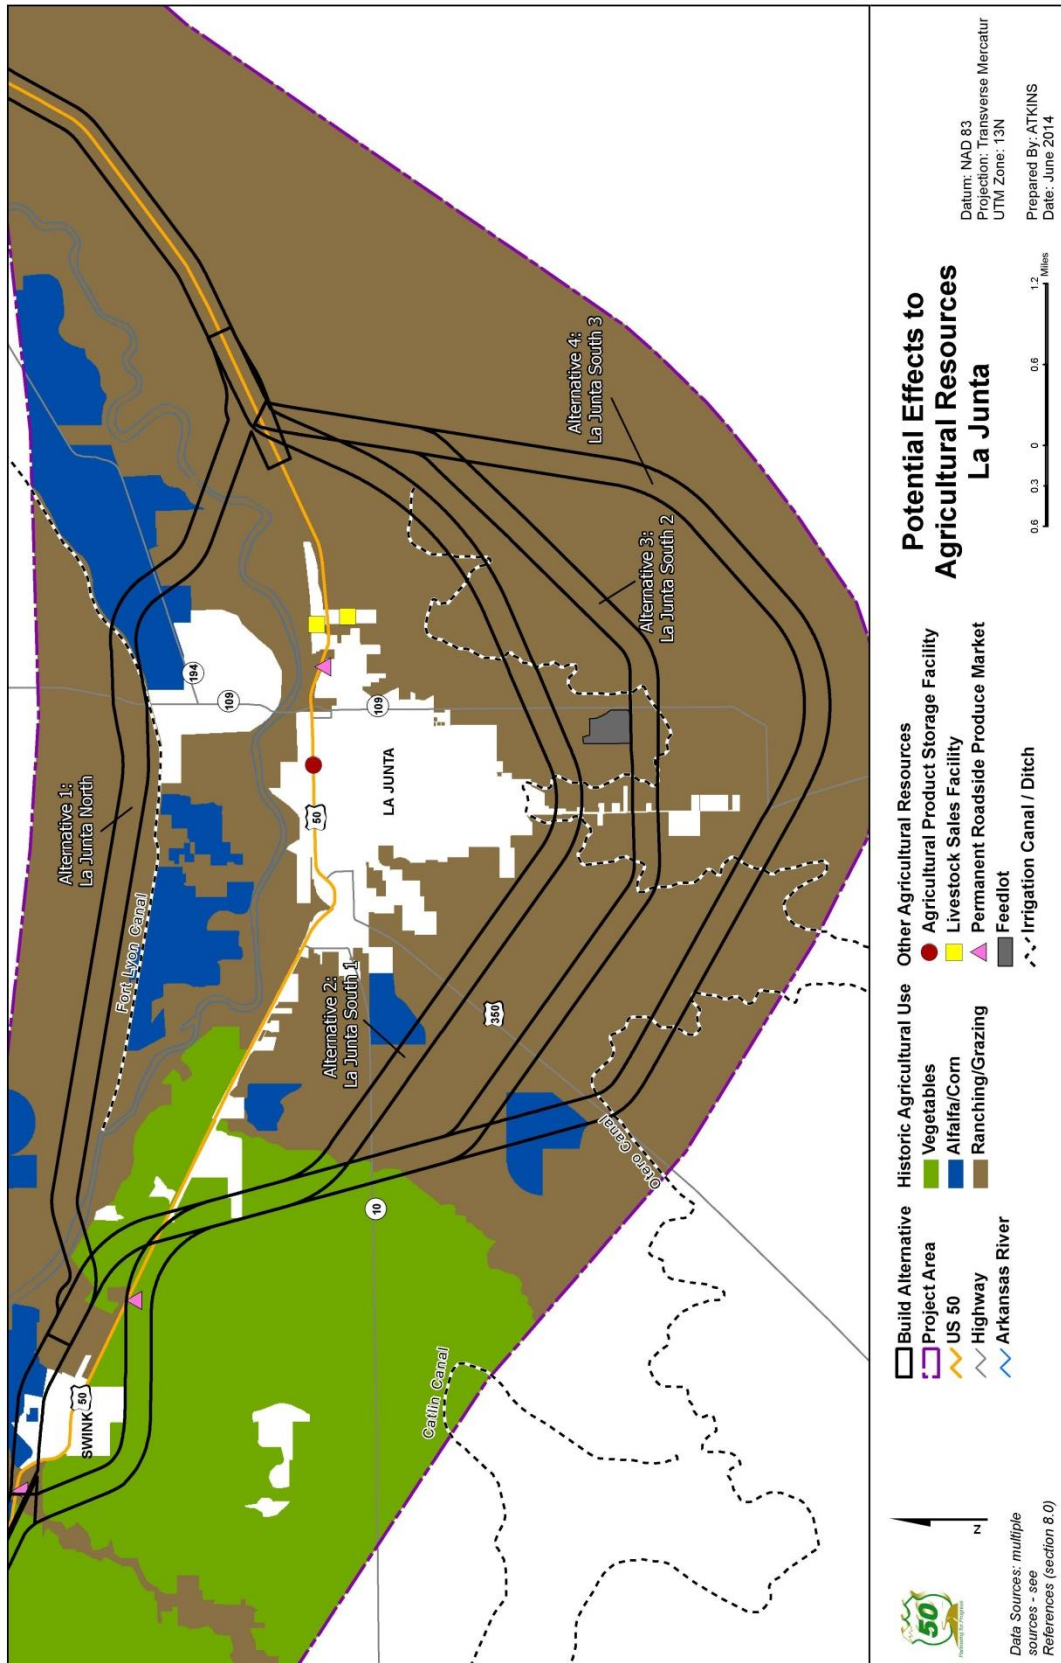 Alternative 1:
La Junta North
Fort Lyon Canal
194
109
109
50
LA JUNTA
SWINK
50
Alternative 2:
La Junta South 1
350
10
Otero Canal
Catlin Canal
Alternative 3:
La Junta South 2
Alternative 4:
La Junta South 3
50
Data Sources: multiple
sources - see
References (section 8.0)
N
Build Alternative
Project Area
US 50
Highway
Arkansas River
Historic Agricultural Use
Vegetables
Alfalfa/Corn
Ranching/Grazing
Other Agricultural Resources
Agricultural Product Storage Facility
Livestock Sales Facility
Permanent Roadside Produce Market
Feedlot
Irrigation Canal / Ditch
Potential Effects to
Agricultural Resources
La Junta
0.6 0.3 0 0.6 1.2
Miles
Datum: NAD 83
Projection: Transverse Mercatur
UTM Zone: 13N
Prepared By: ATKINS
Date: June 2014